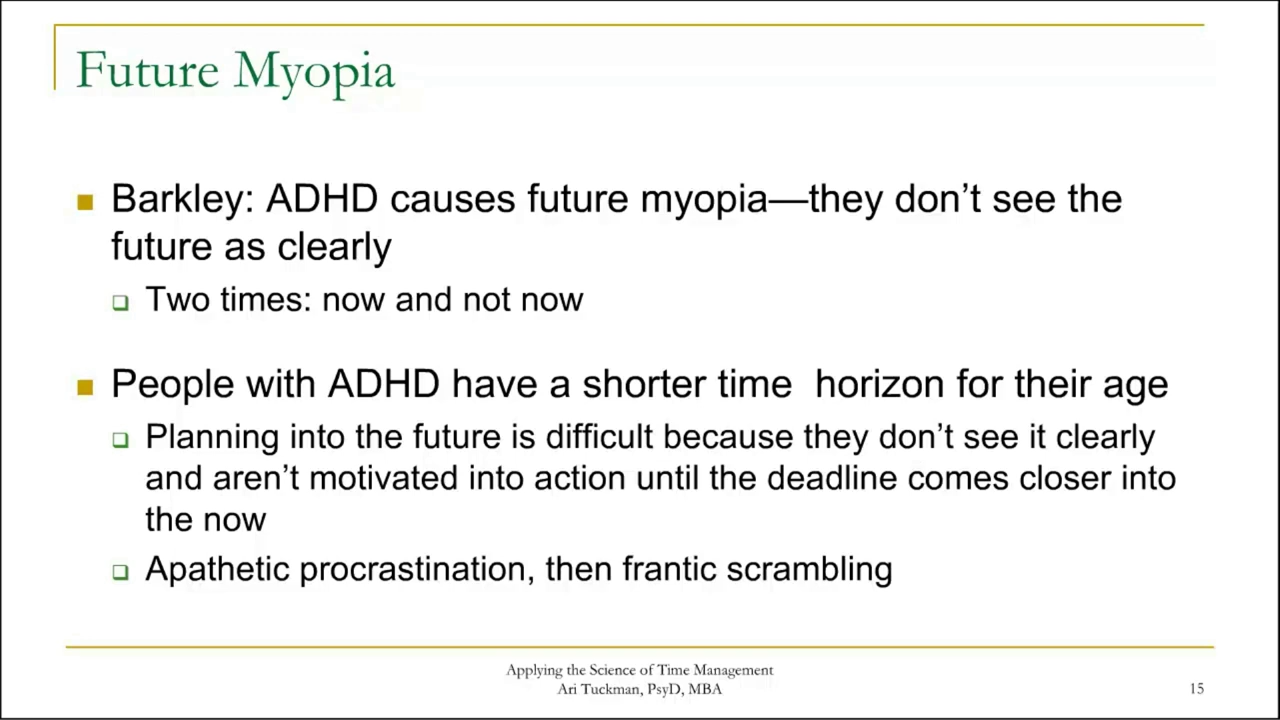 Future Myopia
Barkley: ADHD causes future myopia—they don’t see the
future as clearly
Two times: now and not now
People with ADHD have a shorter time  horizon for their age
Planning into the future is difficult because they don’t see it clearly
and aren’t motivated into action until the deadline comes closer into
the now
Apathetic procrastination, then frantic scrambling
Applying the Science of Time Management
Ari Tuckman, PsyD, MBA
15